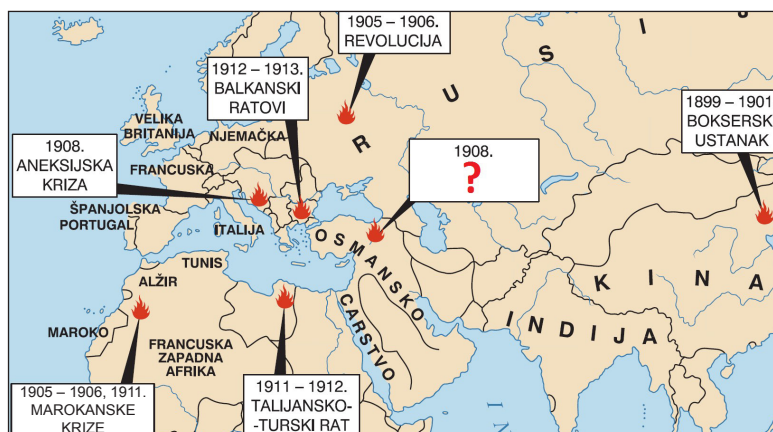 1905 – 1906.
REVOLUCIJA
R U S I J
1912 – 1913.
BALKANSKI
RATOVI
VELIKA
BRITANIJA
NJEMAČKA
1899 – 1901
BOKSERSK
USTANAK
1908.
ANEKSIJSKA
KRIZA
FRANCUSKA
1908.
?
ŠPANJOLSKA
PORTUGAL
ITALIJA
OSMANSKO
CARSTVO
TUNIS
ALŽIR
KINA
INDIJA
MAROKO
FRANCUSKA
ZAPADNA
AFRIKA
1905 – 1906, 1911.
MAROKANSKE
KRIZE
1911 – 1912.
TALIJANSKO-
-TURSKI RAT
I N